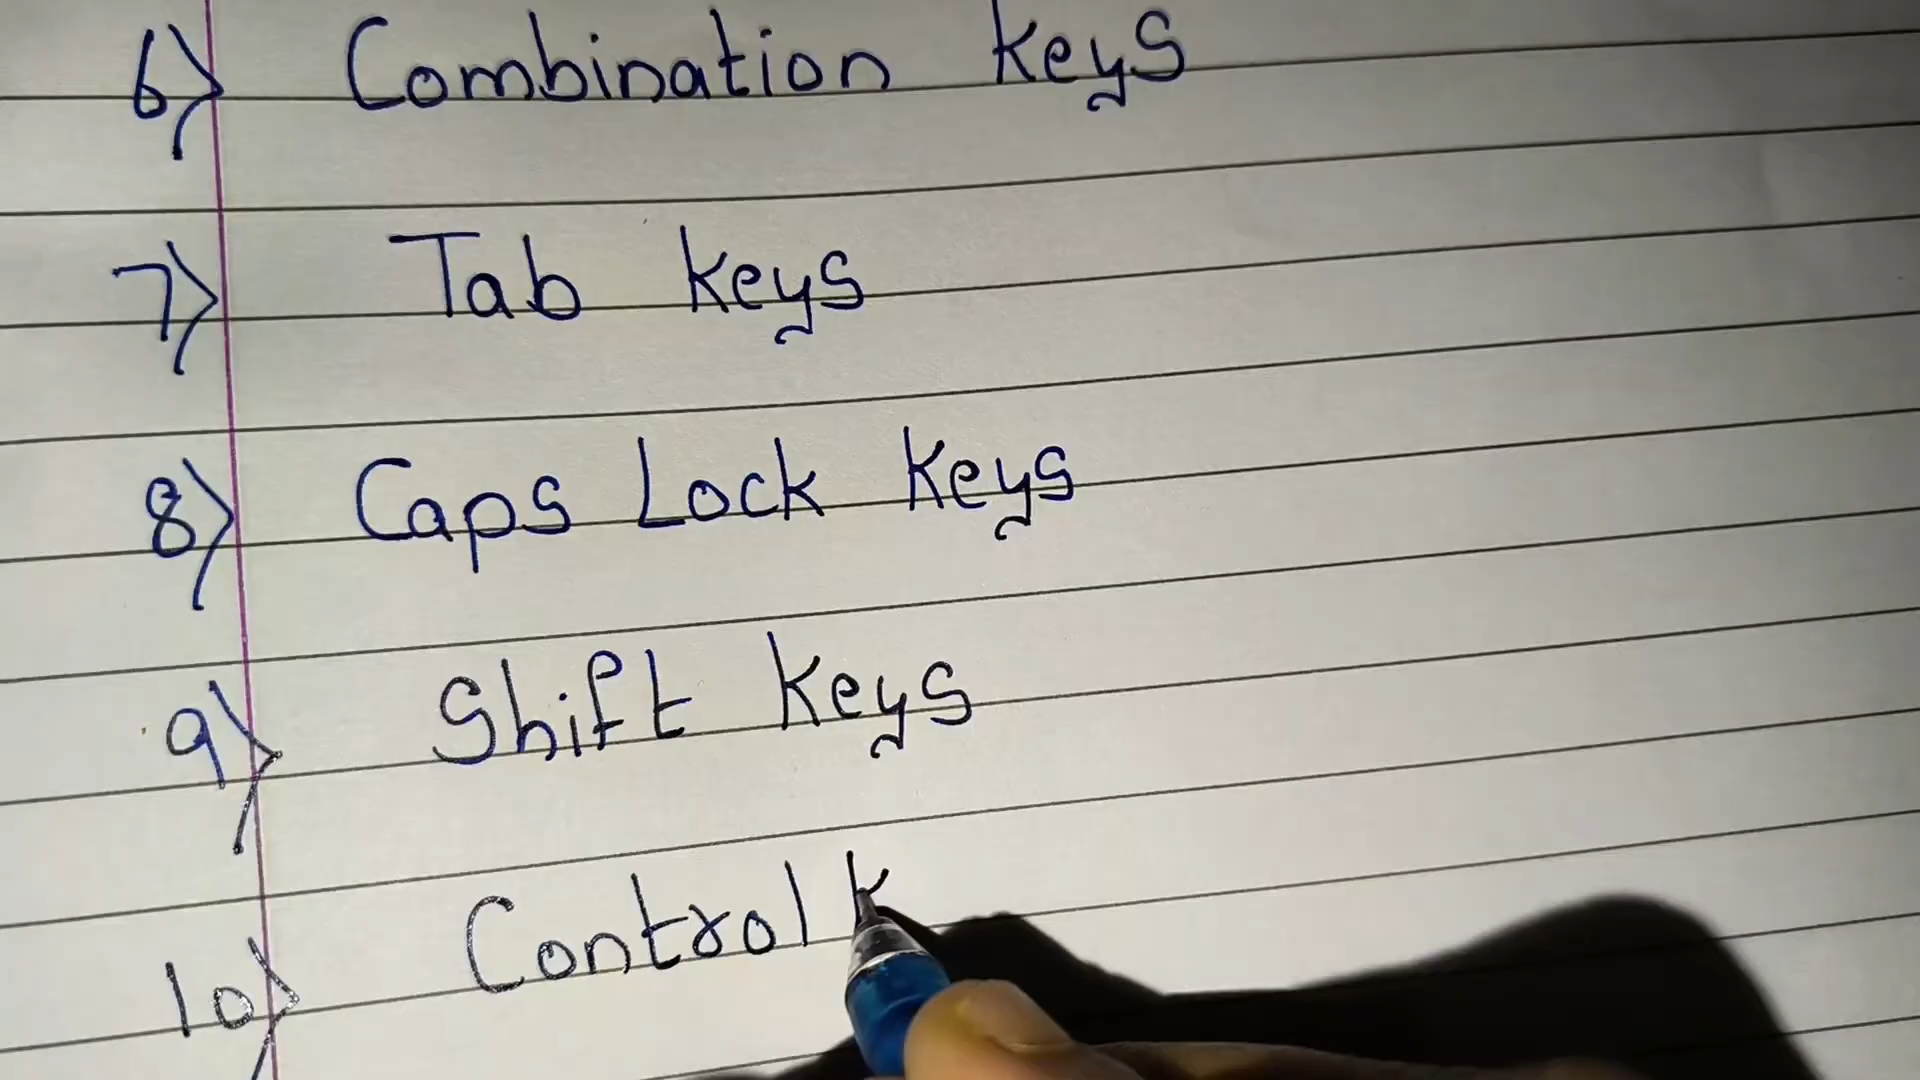 6) Combination keys
7) Tab keys
8) Caps Lock keys
9) Shift keys
10) Control k